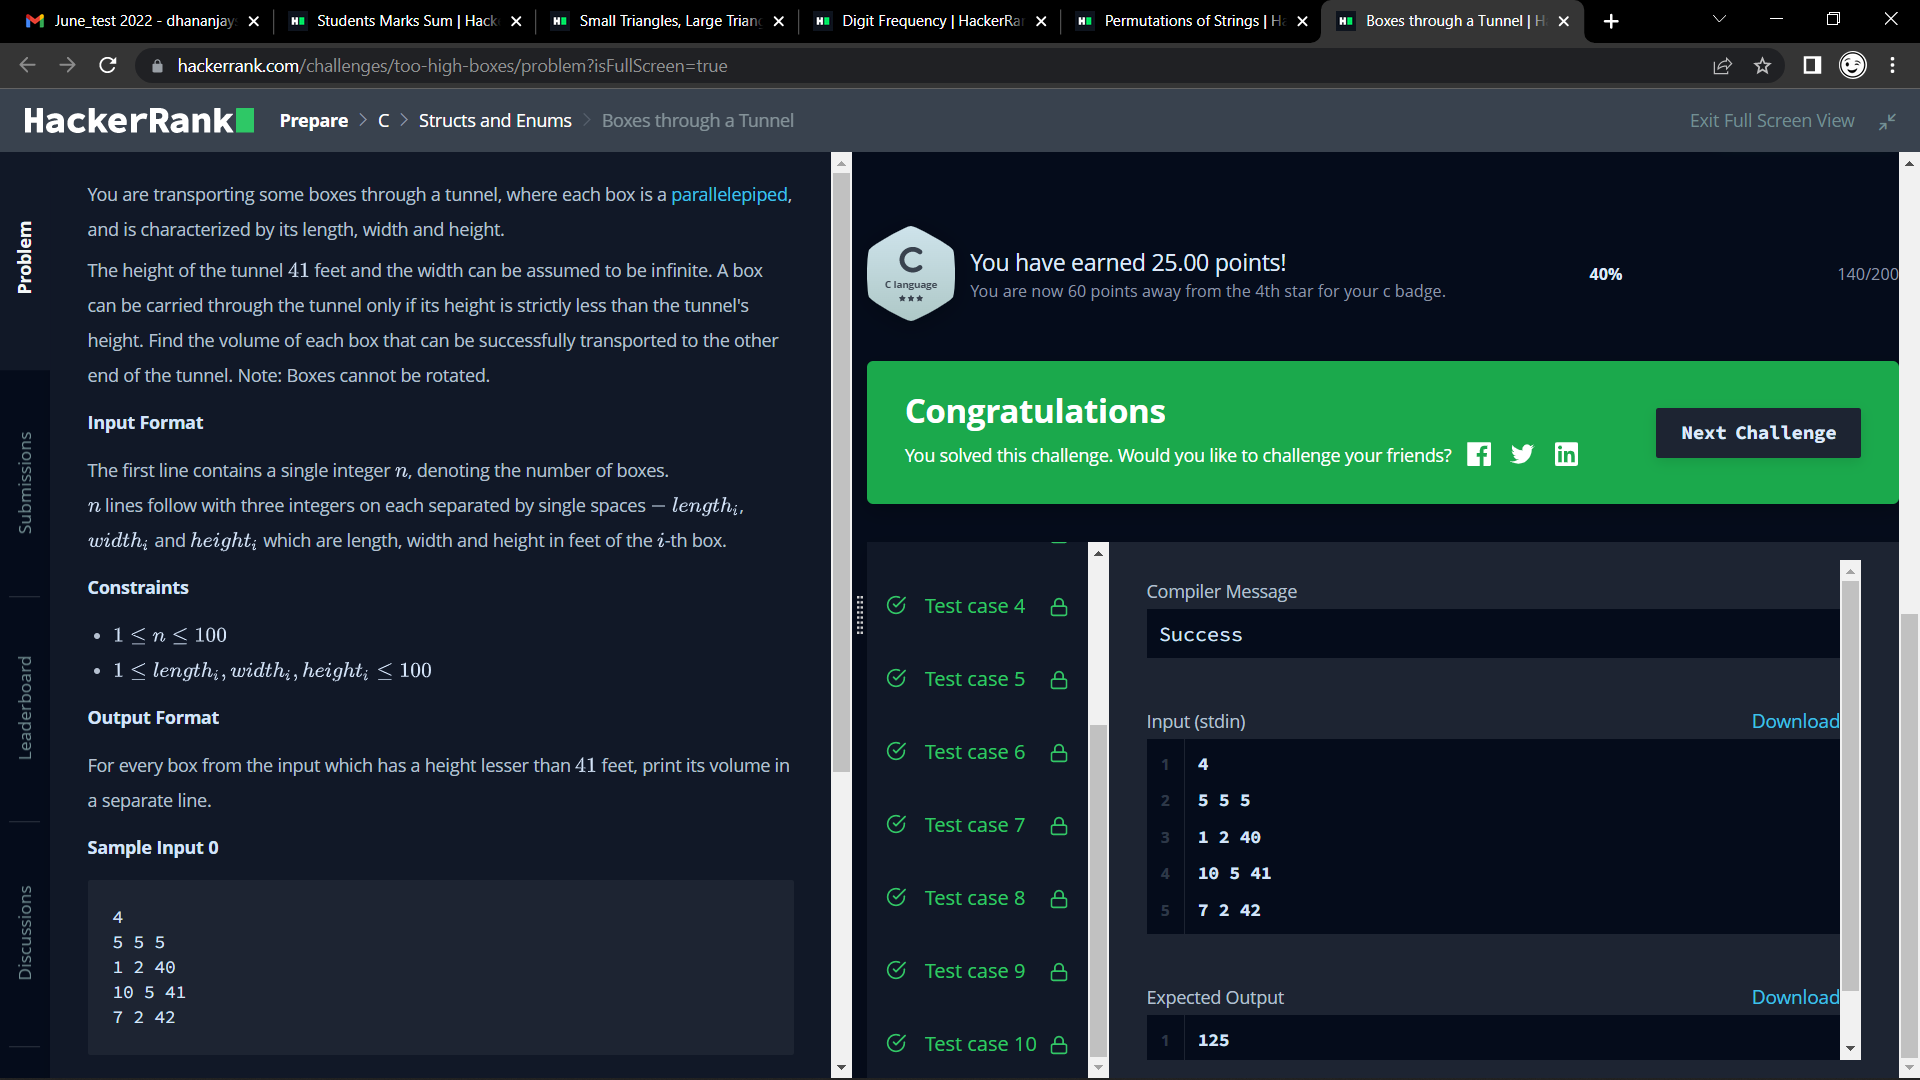 June_test 2022 - dhananjay
Students Marks Sum | Hack
Small Triangles, Large Triang
Digit Frequency | HackerRan
Permutations of Strings | Ha
Boxes through a Tunnel | H
hackerrank.com/challenges/too-high-boxes/problem?isFullScreen=true
HackerRank
Prepare > C > Structs and Enums > Boxes through a Tunnel
Exit Full Screen View
Problem
Submissions
Leaderboard
Discussions
You are transporting some boxes through a tunnel, where each box is a parallelepiped,
and is characterized by its length, width and height.
The height of the tunnel 41 feet and the width can be assumed to be infinite. A box
can be carried through the tunnel only if its height is strictly less than the tunnel's
height. Find the volume of each box that can be successfully transported to the other
end of the tunnel. Note: Boxes cannot be rotated.
Input Format
The first line contains a single integer n, denoting the number of boxes.
n lines follow with three integers on each separated by single spaces – lengthᵢ,
widthᵢ and heightᵢ which are length, width and height in feet of the i-th box.
Constraints
• 1 ≤ n ≤ 100
• 1 ≤ lengthᵢ, widthᵢ, heightᵢ ≤ 100
Output Format
For every box from the input which has a height lesser than 41 feet, print its volume in
a separate line.
Sample Input 0
4
5 5 5
1 2 40
10 5 41
7 2 42
C
C language
You have earned 25.00 points!
You are now 60 points away from the 4th star for your c badge.
40%
140/200
Congratulations
You solved this challenge. Would you like to challenge your friends?
Next Challenge
Test case 4
Test case 5
Test case 6
Test case 7
Test case 8
Test case 9
Test case 10
Compiler Message
Success
Input (stdin)
Download
1 4
2 5 5 5
3 1 2 40
4 10 5 41
5 7 2 42
Expected Output
Download
1 125